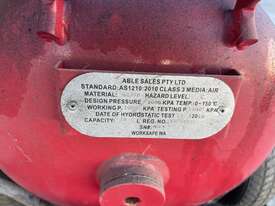 ABLE SALES PTY LTD
STANDARD: AS1210:2010 CLASS 3 MEDIA: AIR
MATERIAL: HAZARD LEVEL:
DESIGN PRESSURE KPA TEMP: 0-150°C
WORKING P. KPA TESTING P. KPA
DATE OF HYDROSTATIC TEST
CAPACITY: L REG. NO.:
SN#:
WORKSAFE WA